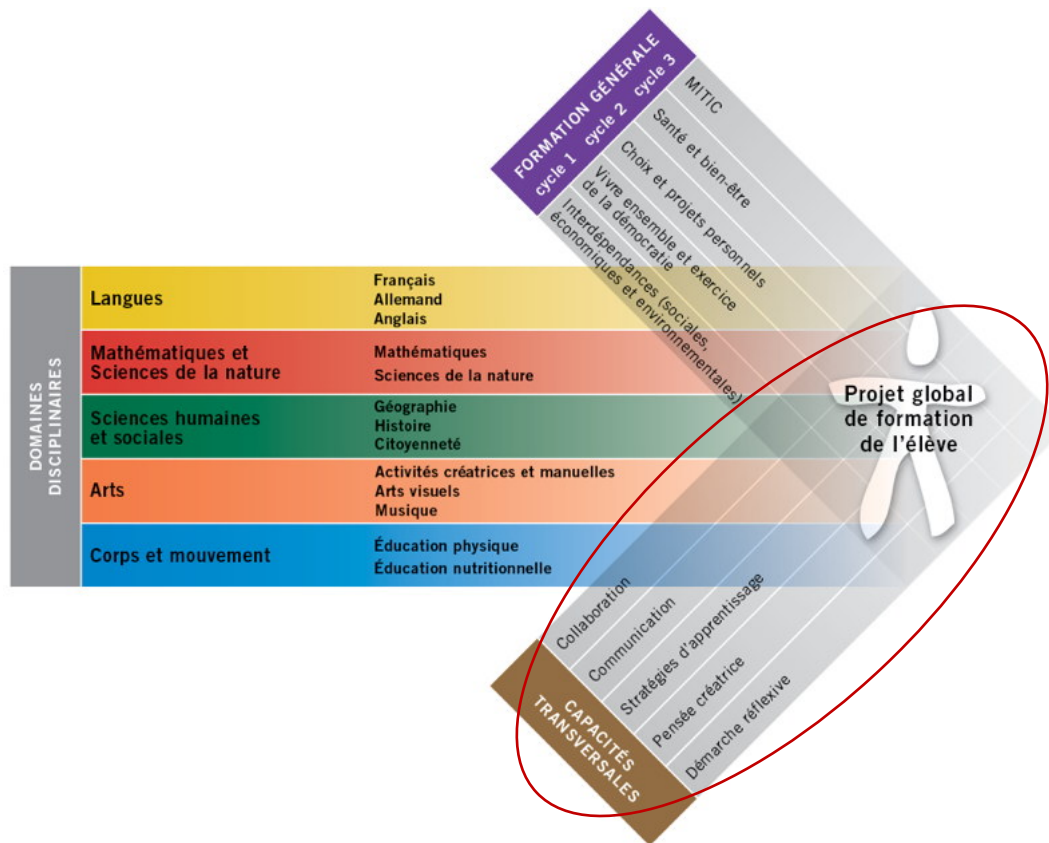 FORMATION GÉNÉRALE
cycle 1 cycle 2 cycle 3
MITIC
Santé et bien-être
Choix et projets personnels
Vivre ensemble et exercice
de la démocratie
Interdépendances (sociales,
économiques et environnementales)
DOMAINES
DISCIPLINAIRES
Langues
Français
Allemand
Anglais
Mathématiques et
Sciences de la nature
Mathématiques
Sciences de la nature
Sciences humaines
et sociales
Géographie
Histoire
Citoyenneté
Arts
Activités créatrices et manuelles
Arts visuels
Musique
Corps et mouvement
Éducation physique
Éducation nutritionnelle
Projet global
de formation
de l'élève
CAPACITÉS
TRANSVERSALES
Collaboration
Communication
Stratégies d'apprentissage
Pensée créatrice
Démarche réflexive